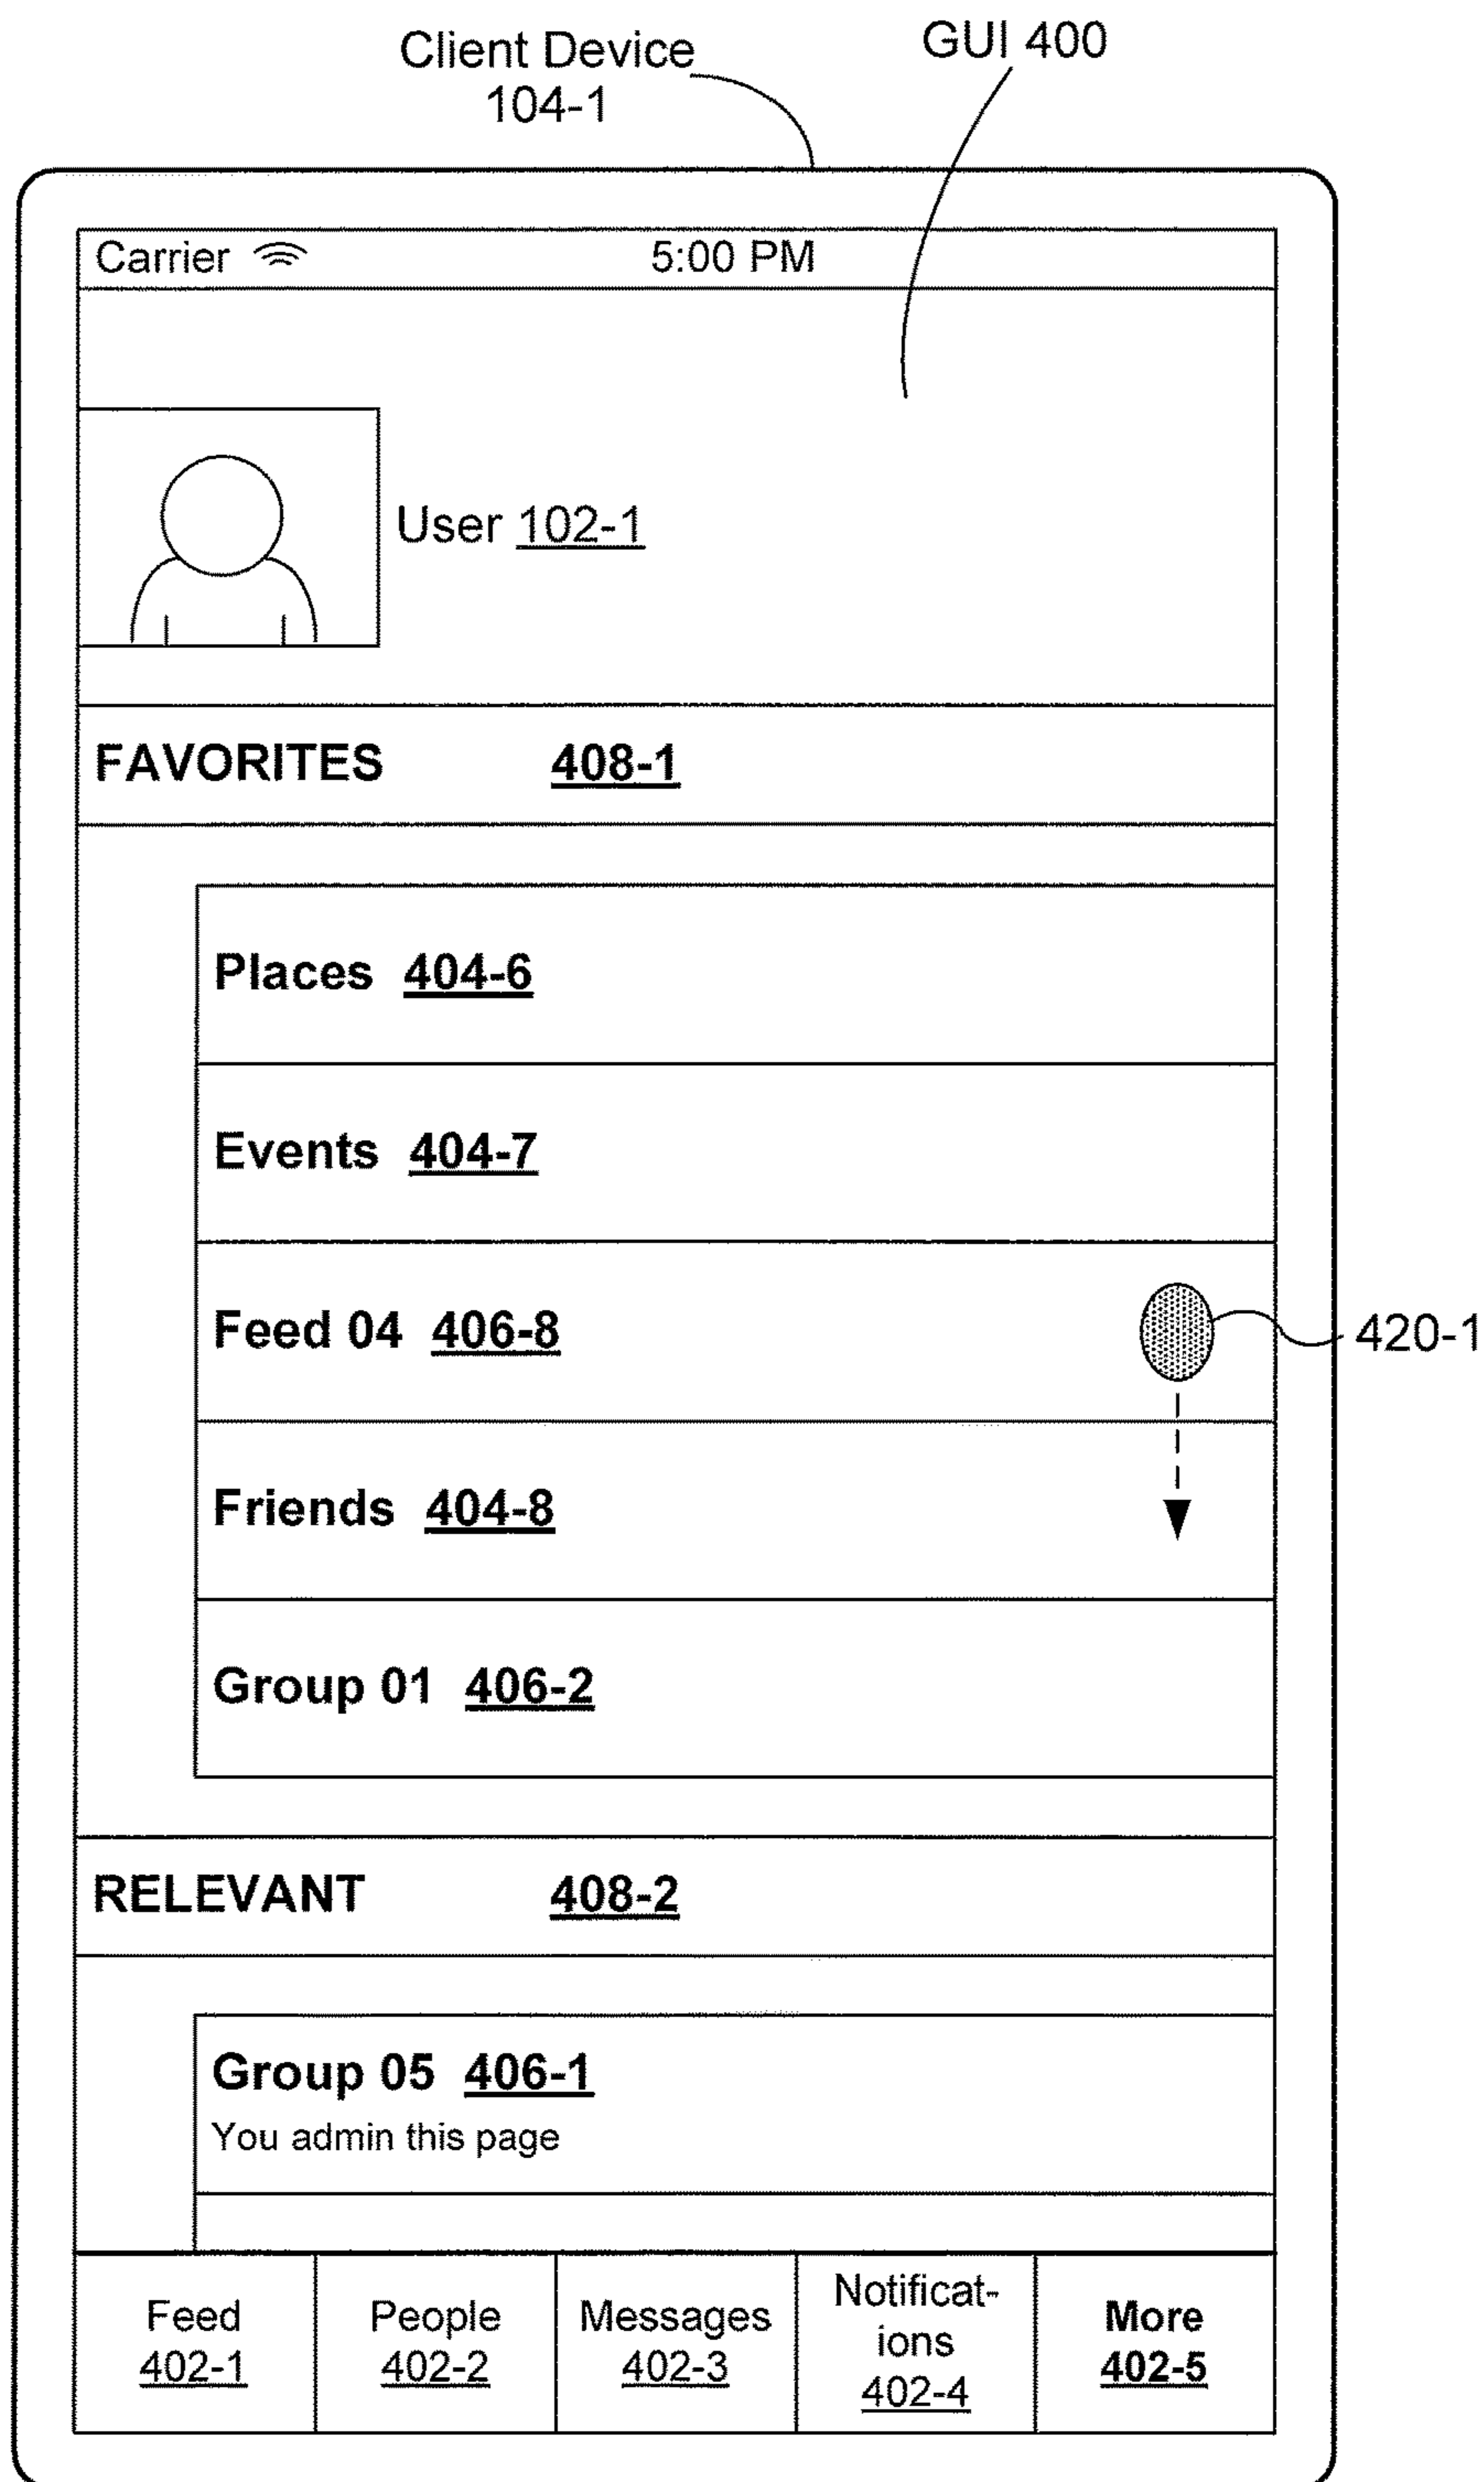 Client Device
104-1
GUI 400
Carrier
5:00 PM
User 102-1
FAVORITES 408-1
Places 404-6
Events 404-7
Feed 04 406-8
420-1
Friends 404-8
Group 01 406-2
RELEVANT 408-2
Group 05 406-1
You admin this page
Feed
402-1
People
402-2
Messages
402-3
Notificat-
ions
402-4
More
402-5